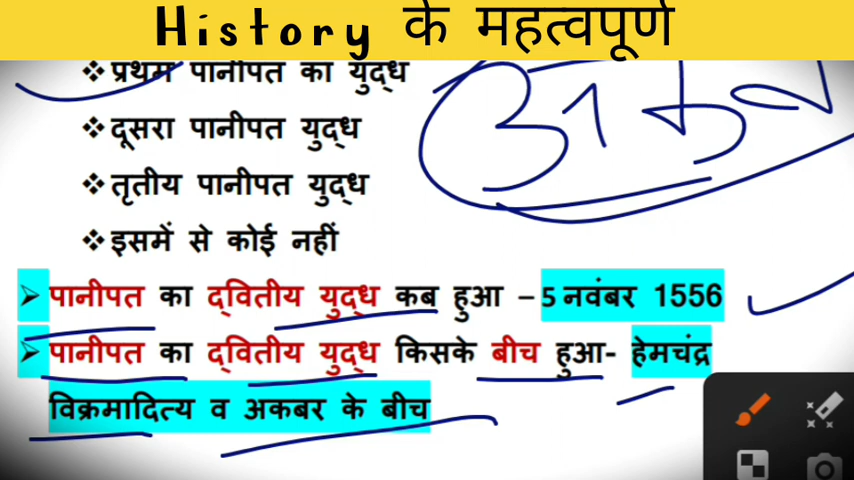 History के महत्वपूर्ण
❖प्रथम पानीपत का युद्ध
❖दूसरा पानीपत युद्ध
❖तृतीय पानीपत युद्ध
❖इसमें से कोई नहीं
➢ पानीपत का द्वितीय युद्ध कब हुआ – 5 नवंबर 1556
➢ पानीपत का द्वितीय युद्ध किसके बीच हुआ- हेमचंद्र
विक्रमादित्य व अकबर के बीच